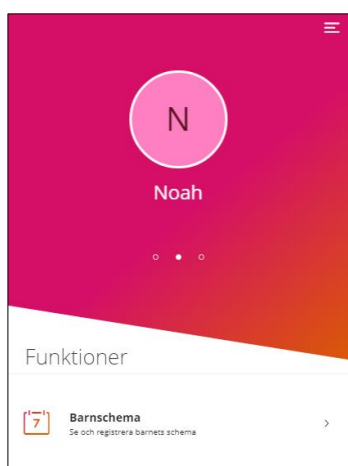 N
Noah
Funktioner
7
Barnschema
Se och registrera barnets schema